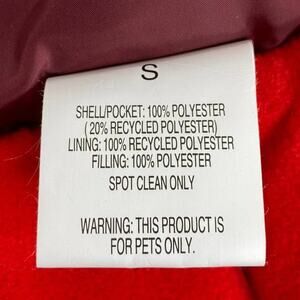 S
SHELL/POCKET: 100% POLYESTER
( 20% RECYCLED POLYESTER)
LINING: 100% POLYESTER
FILLING: 100% POLYESTER
SPOT CLEAN ONLY
WARNING: THIS PRODUCT IS
FOR PETS ONLY.